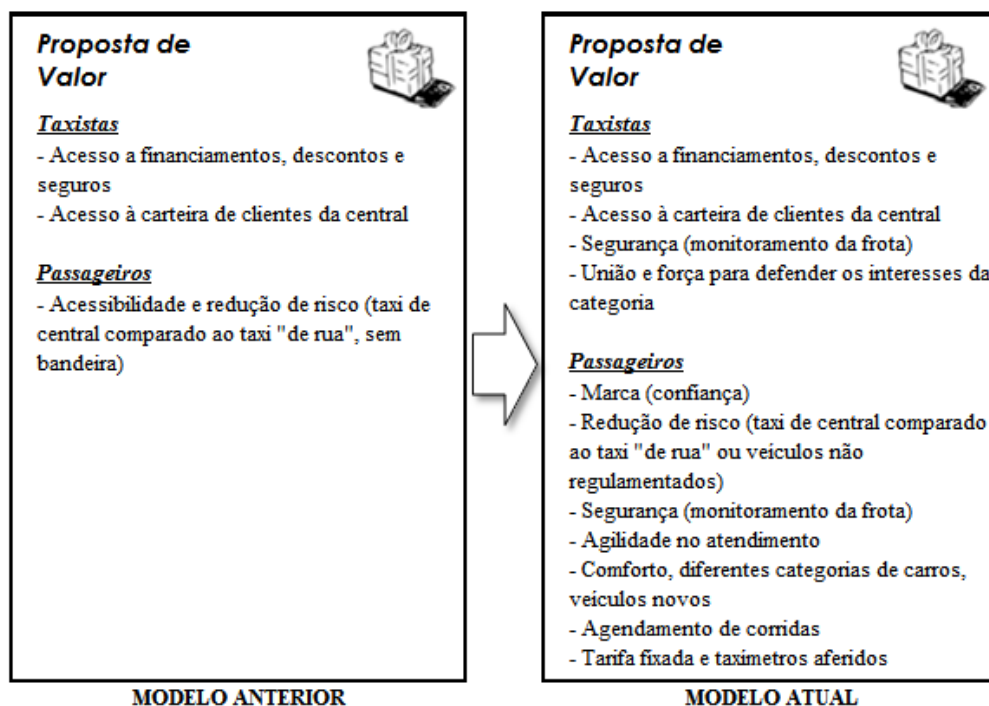 Proposta de
Valor
Taxistas
- Acesso a financiamentos, descontos e
seguros
- Acesso à carteira de clientes da central
Passageiros
- Acessibilidade e redução de risco (taxi de
central comparado ao taxi "de rua", sem
bandeira)
MODELO ANTERIOR
Proposta de
Valor
Taxistas
- Acesso a financiamentos, descontos e
seguros
- Acesso à carteira de clientes da central
- Segurança (monitoramento da frota)
- União e força para defender os interesses da
categoria
Passageiros
- Marca (confiança)
- Redução de risco (taxi de central comparado
ao taxi "de rua" ou veículos não
regulamentados)
- Segurança (monitoramento da frota)
- Agilidade no atendimento
- Comforto, diferentes categorias de carros,
veículos novos
- Agendamento de corridas
- Tarifa fixada e taxímetros aferidos
MODELO ATUAL